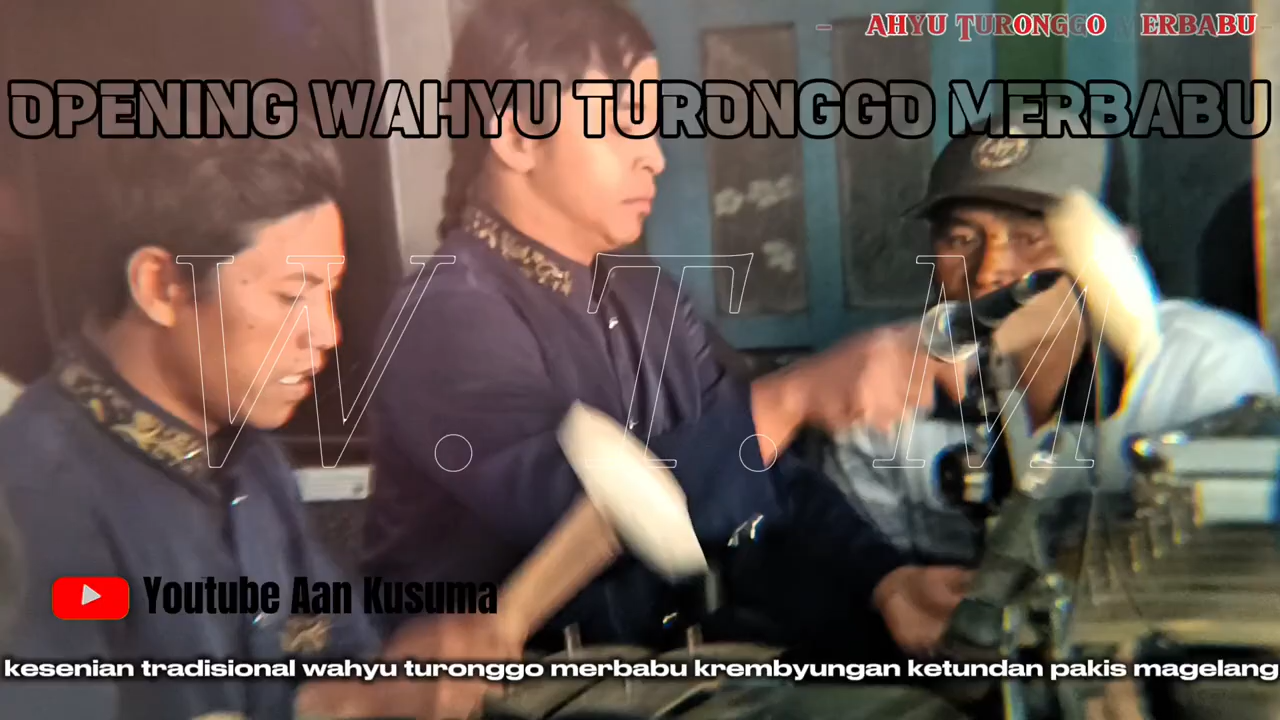 AHYU TURONGGO ERBABU
OPENING WAHYU TURONGGO MERBABU
W. T. M
Youtube Aan Kusuma
kesenian tradisional wahyu turonggo merbabu krembyungan ketundan pakis magelang